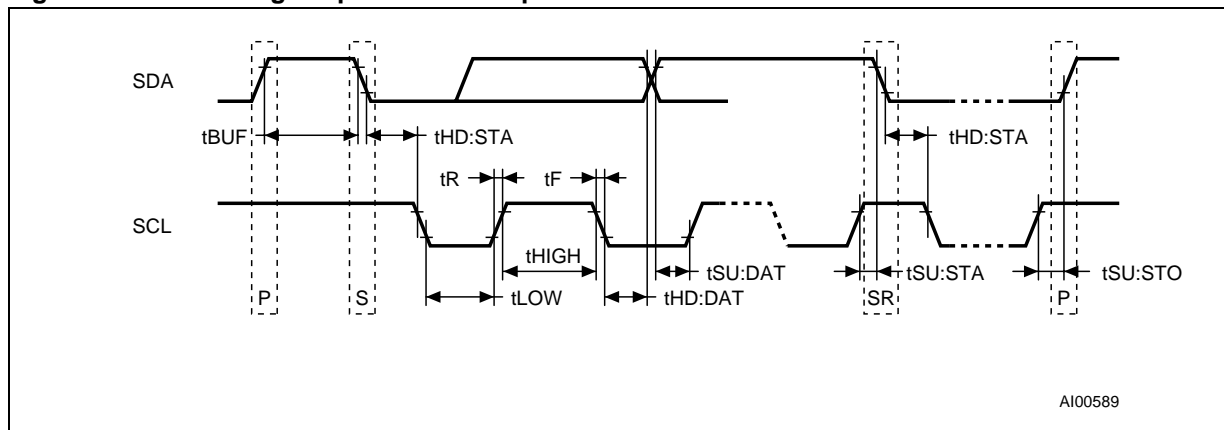 SDA
tBUF
tHD:STA
tHD:STA
tR
tF
SCL
tHIGH
tSU:DAT
tSU:STA
tSU:STO
P
S
tLOW
tHD:DAT
SR
P
AI00589